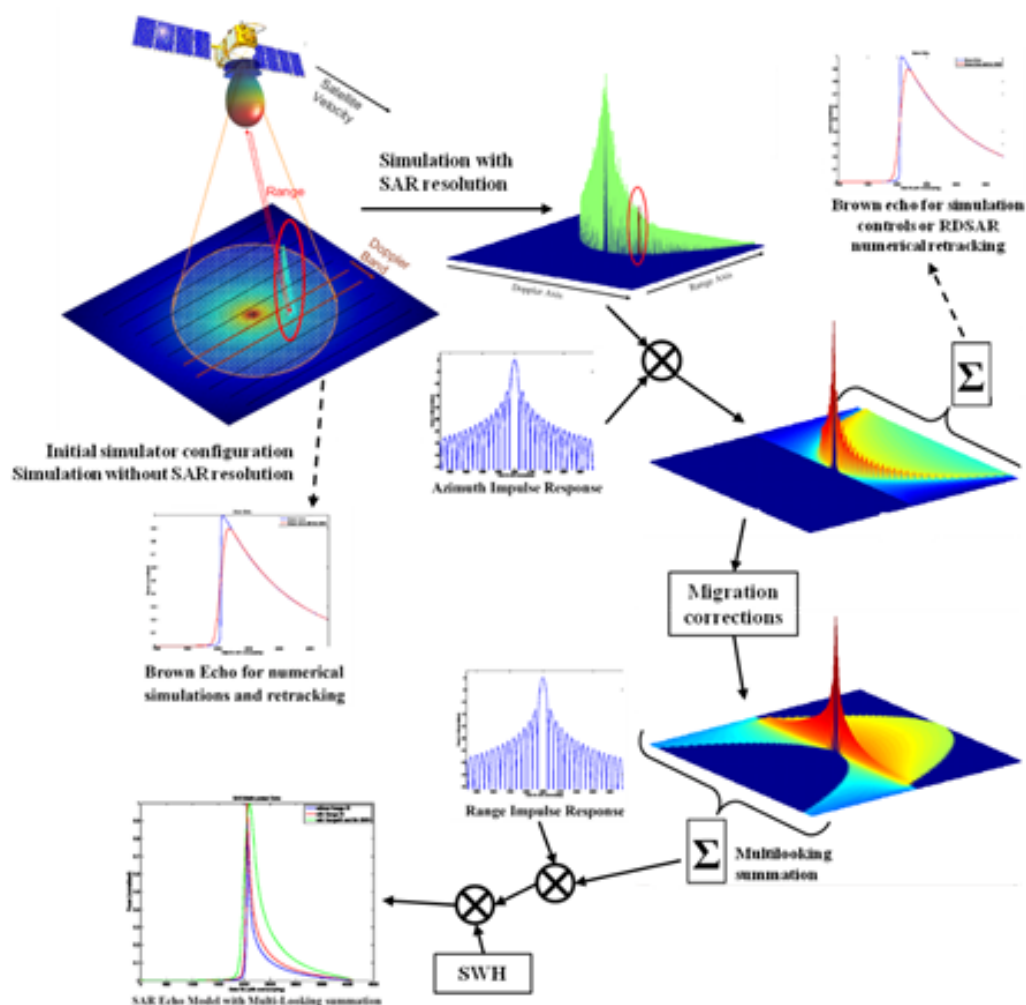 Satellite
Velocity
Range
Doppler
Band
Simulation with
SAR resolution
Doppler Axis
Range Axis
Brown echo for simulation
controls or RDSAR
numerical retracking
Σ
Initial simulator configuration
Simulation without SAR resolution
Azimuth Impulse Response
Migration
corrections
Brown Echo for numerical
simulations and retracking
Range Impulse Response
Σ
Multilooking
summation
SWH
SAR Echo Model with Multi-Looking summation